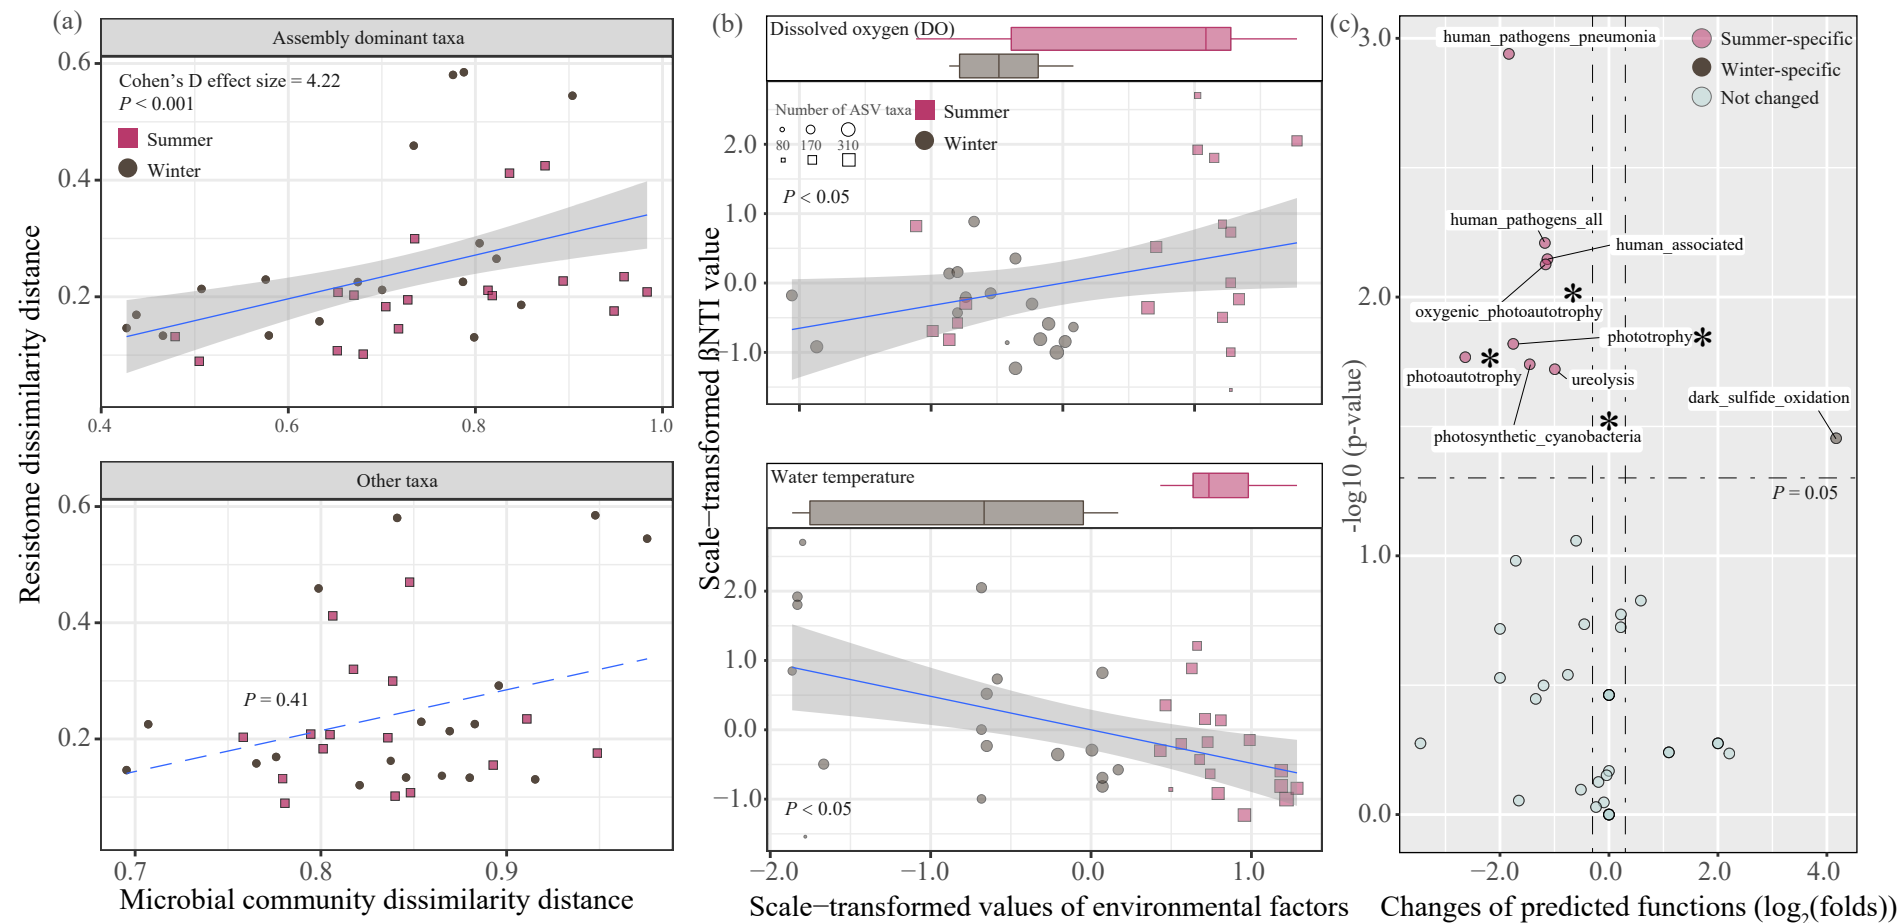 (a)
Assembly dominant taxa
0.6
0.4
0.2
Cohen's D effect size = 4.22
P < 0.001
Summer
Winter
0.4 0.6 0.8 1.0
Other taxa
0.6
0.4
0.2
P = 0.41
0.7 0.8 0.9
Resistome dissimilarity distance
Microbial community dissimilarity distance
(b)
Dissolved oxygen (DO)
Number of ASV taxa
80 170 310
Summer
Winter
P < 0.05
2.0
1.0
0.0
−1.0
Water temperature
2.0
1.0
0.0
−1.0
P < 0.05
−2.0 −1.0 0.0 1.0
Scale−transformed ßNTI value
Scale−transformed values of environmental factors
(c)
3.0
2.0
1.0
0.0
human_pathogens_pneumonia
Summer-specific
Winter-specific
Not changed
human_pathogens_all
human_associated
*
oxygenic_photoautotrophy
phototrophy *
*
photoautotrophy
ureolysis
dark_sulfide_oxidation
*
photosynthetic_cyanobacteria
P = 0.05
-log10 (p-value)
−2.0 0.0 2.0 4.0
Changes of predicted functions (log₂(folds))